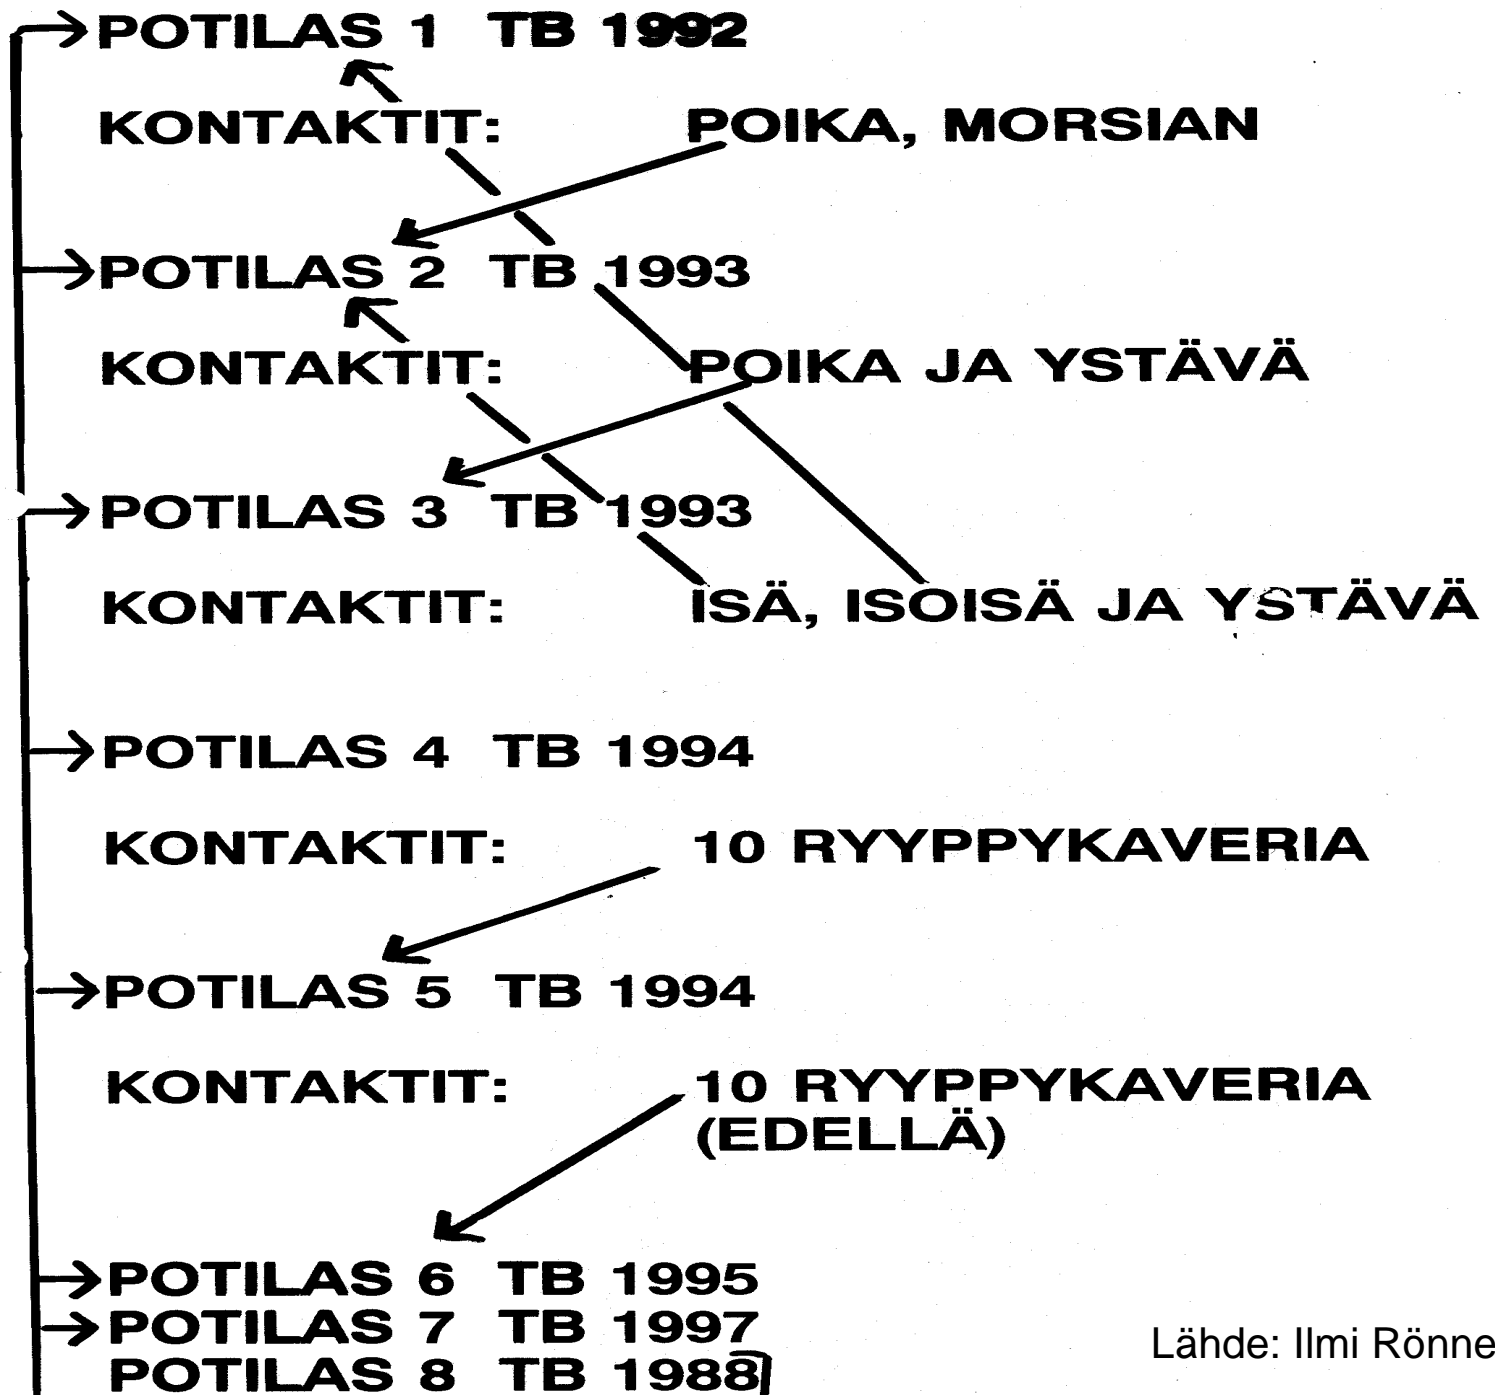 POTILAS 1 TB 1992
KONTAKTIT: POIKA, MORSIAN
POTILAS 2 TB 1993
KONTAKTIT: POIKA JA YSTÄVÄ
POTILAS 3 TB 1993
KONTAKTIT: ISÄ, ISOISÄ JA YSTÄVÄ
POTILAS 4 TB 1994
KONTAKTIT: 10 RYYPPYKAVERIA
POTILAS 5 TB 1994
KONTAKTIT: 10 RYYPPYKAVERIA
(EDELLÄ)
POTILAS 6 TB 1995
POTILAS 7 TB 1997
POTILAS 8 TB 1988
Lähde: Ilmi Rönne